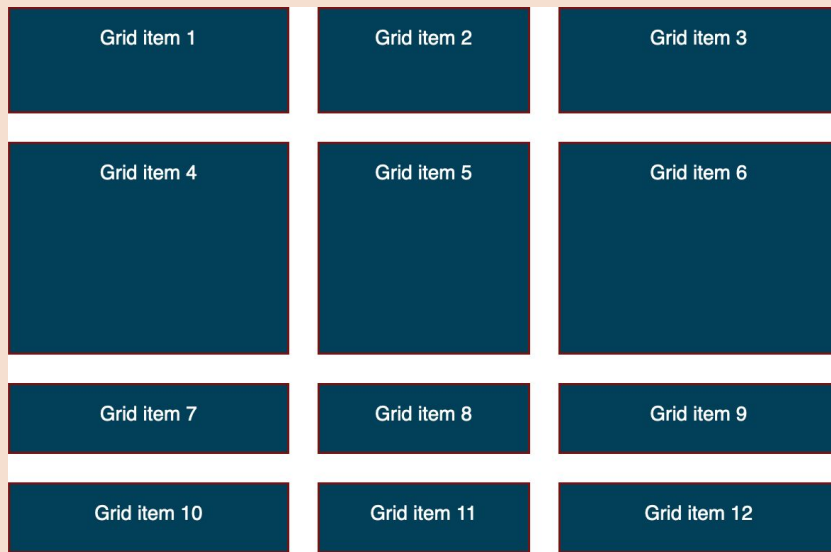 Grid item 1
Grid item 2
Grid item 3
Grid item 4
Grid item 5
Grid item 6
Grid item 7
Grid item 8
Grid item 9
Grid item 10
Grid item 11
Grid item 12